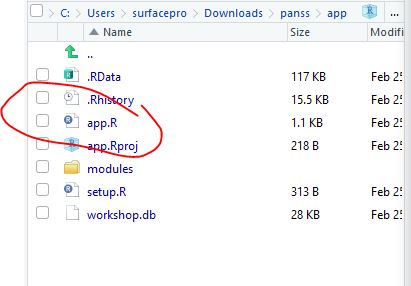 C: Users surfacepro Downloads panss app ...
Name Size Modifi
..
.RData 117 KB Feb 25
.Rhistory 15.5 KB Feb 25
app.R 1.1 KB Feb 25
app.Rproj 218 B Feb 25
modules
setup.R 313 B Feb 25
workshop.db 28 KB Feb 25